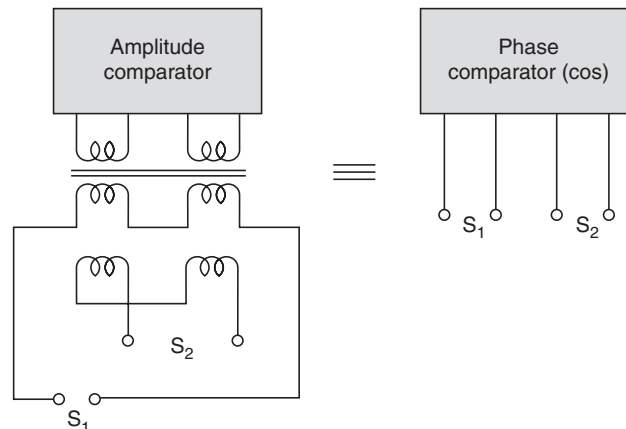 Amplitude
comparator
Phase
comparator (cos)
S₁
S₂
S₂
S₁